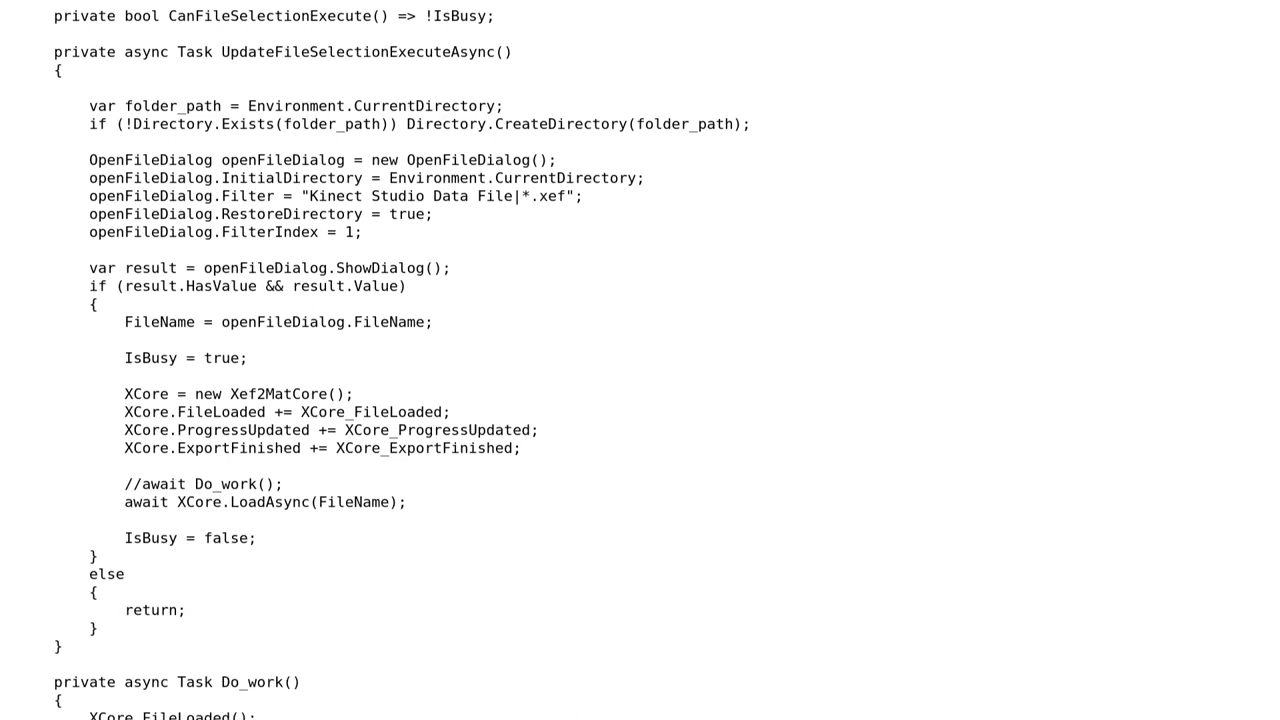 private bool CanFileSelectionExecute() => !IsBusy;
private async Task UpdateFileSelectionExecuteAsync()
{
var folder_path = Environment.CurrentDirectory;
if (!Directory.Exists(folder_path)) Directory.CreateDirectory(folder_path);
OpenFileDialog openFileDialog = new OpenFileDialog();
openFileDialog.InitialDirectory = Environment.CurrentDirectory;
openFileDialog.Filter = "Kinect Studio Data File|*.xef";
openFileDialog.RestoreDirectory = true;
openFileDialog.FilterIndex = 1;
var result = openFileDialog.ShowDialog();
if (result.HasValue && result.Value)
{
FileName = openFileDialog.FileName;
IsBusy = true;
XCore = new Xef2MatCore();
XCore.FileLoaded += XCore_FileLoaded;
XCore.ProgressUpdated += XCore_ProgressUpdated;
XCore.ExportFinished += XCore_ExportFinished;
//await Do_work();
await XCore.LoadAsync(FileName);
IsBusy = false;
}
else
{
return;
}
}
private async Task Do_work()
{
XCore.FileLoaded();